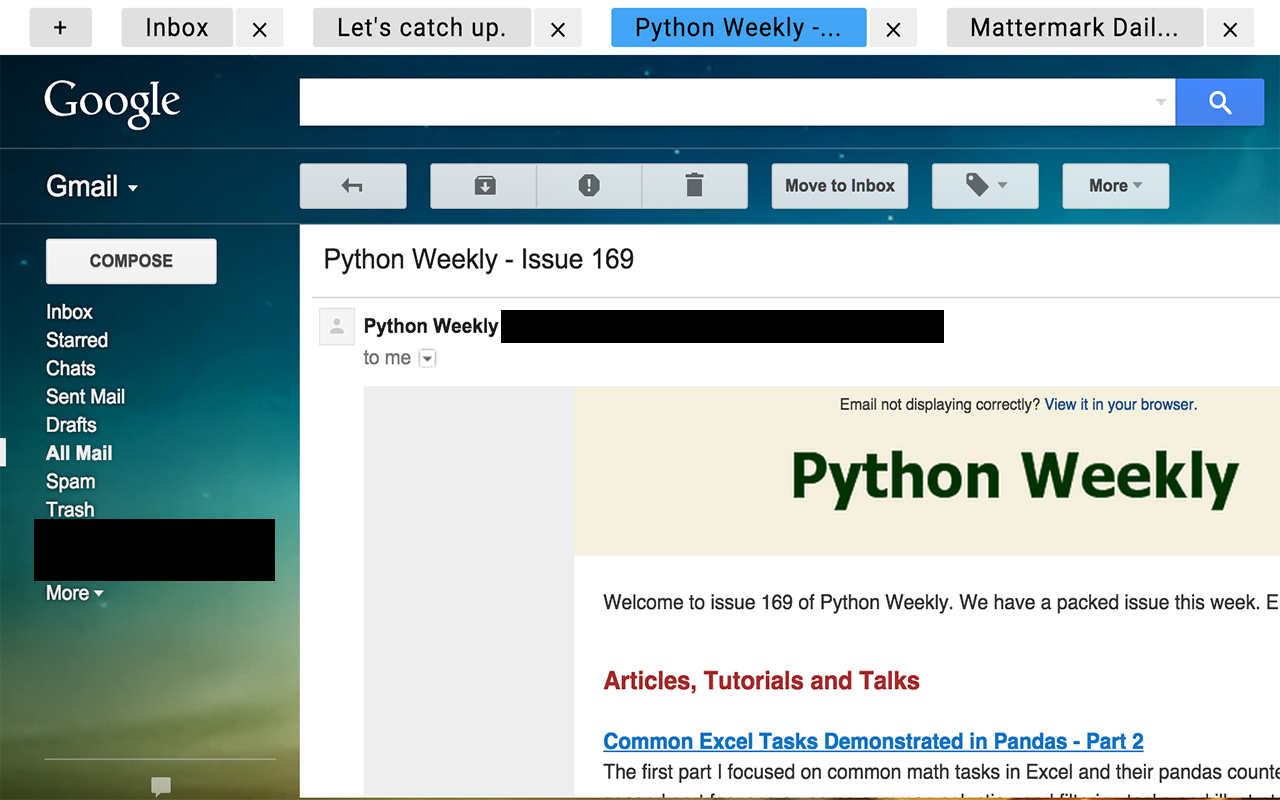 + Inbox × Let's catch up. × Python Weekly -... × Mattermark Dail... ×
Google
Gmail
Move to Inbox
More
COMPOSE
Inbox
Starred
Chats
Sent Mail
Drafts
All Mail
Spam
Trash
More
Python Weekly - Issue 169
Python Weekly
to me
Email not displaying correctly? View it in your browser.
Python Weekly
Welcome to issue 169 of Python Weekly. We have a packed issue this week. E
Articles, Tutorials and Talks
Common Excel Tasks Demonstrated in Pandas - Part 2
The first part I focused on common math tasks in Excel and their pandas counte